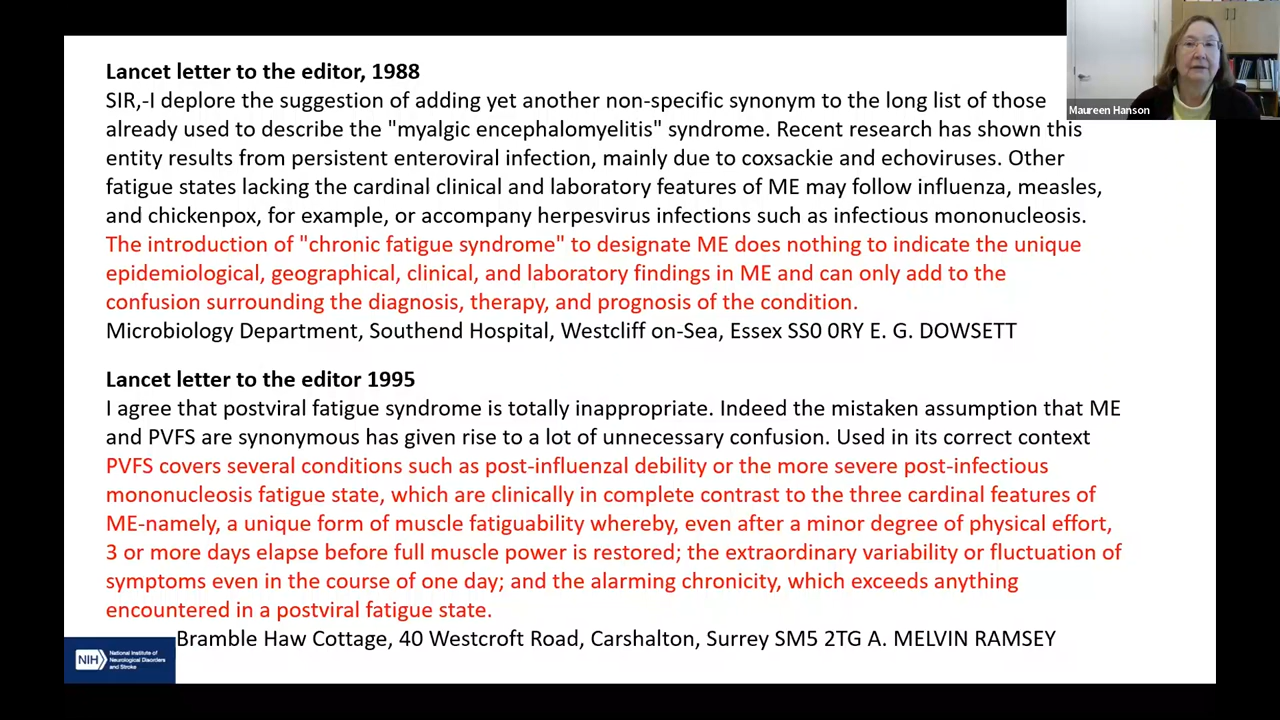 Lancet letter to the editor, 1988
SIR,-I deplore the suggestion of adding yet another non-specific synonym to the long list of those
already used to describe the "myalgic encephalomyelitis" syndrome. Recent research has shown this
entity results from persistent enteroviral infection, mainly due to coxsackie and echoviruses. Other
fatigue states lacking the cardinal clinical and laboratory features of ME may follow influenza, measles,
and chickenpox, for example, or accompany herpesvirus infections such as infectious mononucleosis.
The introduction of "chronic fatigue syndrome" to designate ME does nothing to indicate the unique
epidemiological, geographical, clinical, and laboratory findings in ME and can only add to the
confusion surrounding the diagnosis, therapy, and prognosis of the condition.
Microbiology Department, Southend Hospital, Westcliff on-Sea, Essex SS0 0RY E. G. DOWSETT
Lancet letter to the editor 1995
I agree that postviral fatigue syndrome is totally inappropriate. Indeed the mistaken assumption that ME
and PVFS are synonymous has given rise to a lot of unnecessary confusion. Used in its correct context
PVFS covers several conditions such as post-influenzal debility or the more severe post-infectious
mononucleosis fatigue state, which are clinically in complete contrast to the three cardinal features of
ME-namely, a unique form of muscle fatiguability whereby, even after a minor degree of physical effort,
3 or more days elapse before full muscle power is restored; the extraordinary variability or fluctuation of
symptoms even in the course of one day; and the alarming chronicity, which exceeds anything
encountered in a postviral fatigue state.
Bramble Haw Cottage, 40 Westcroft Road, Carshalton, Surrey SM5 2TG A. MELVIN RAMSEY
Maureen Hanson
NIH
National Institute of
Neurological Disorders
and Stroke